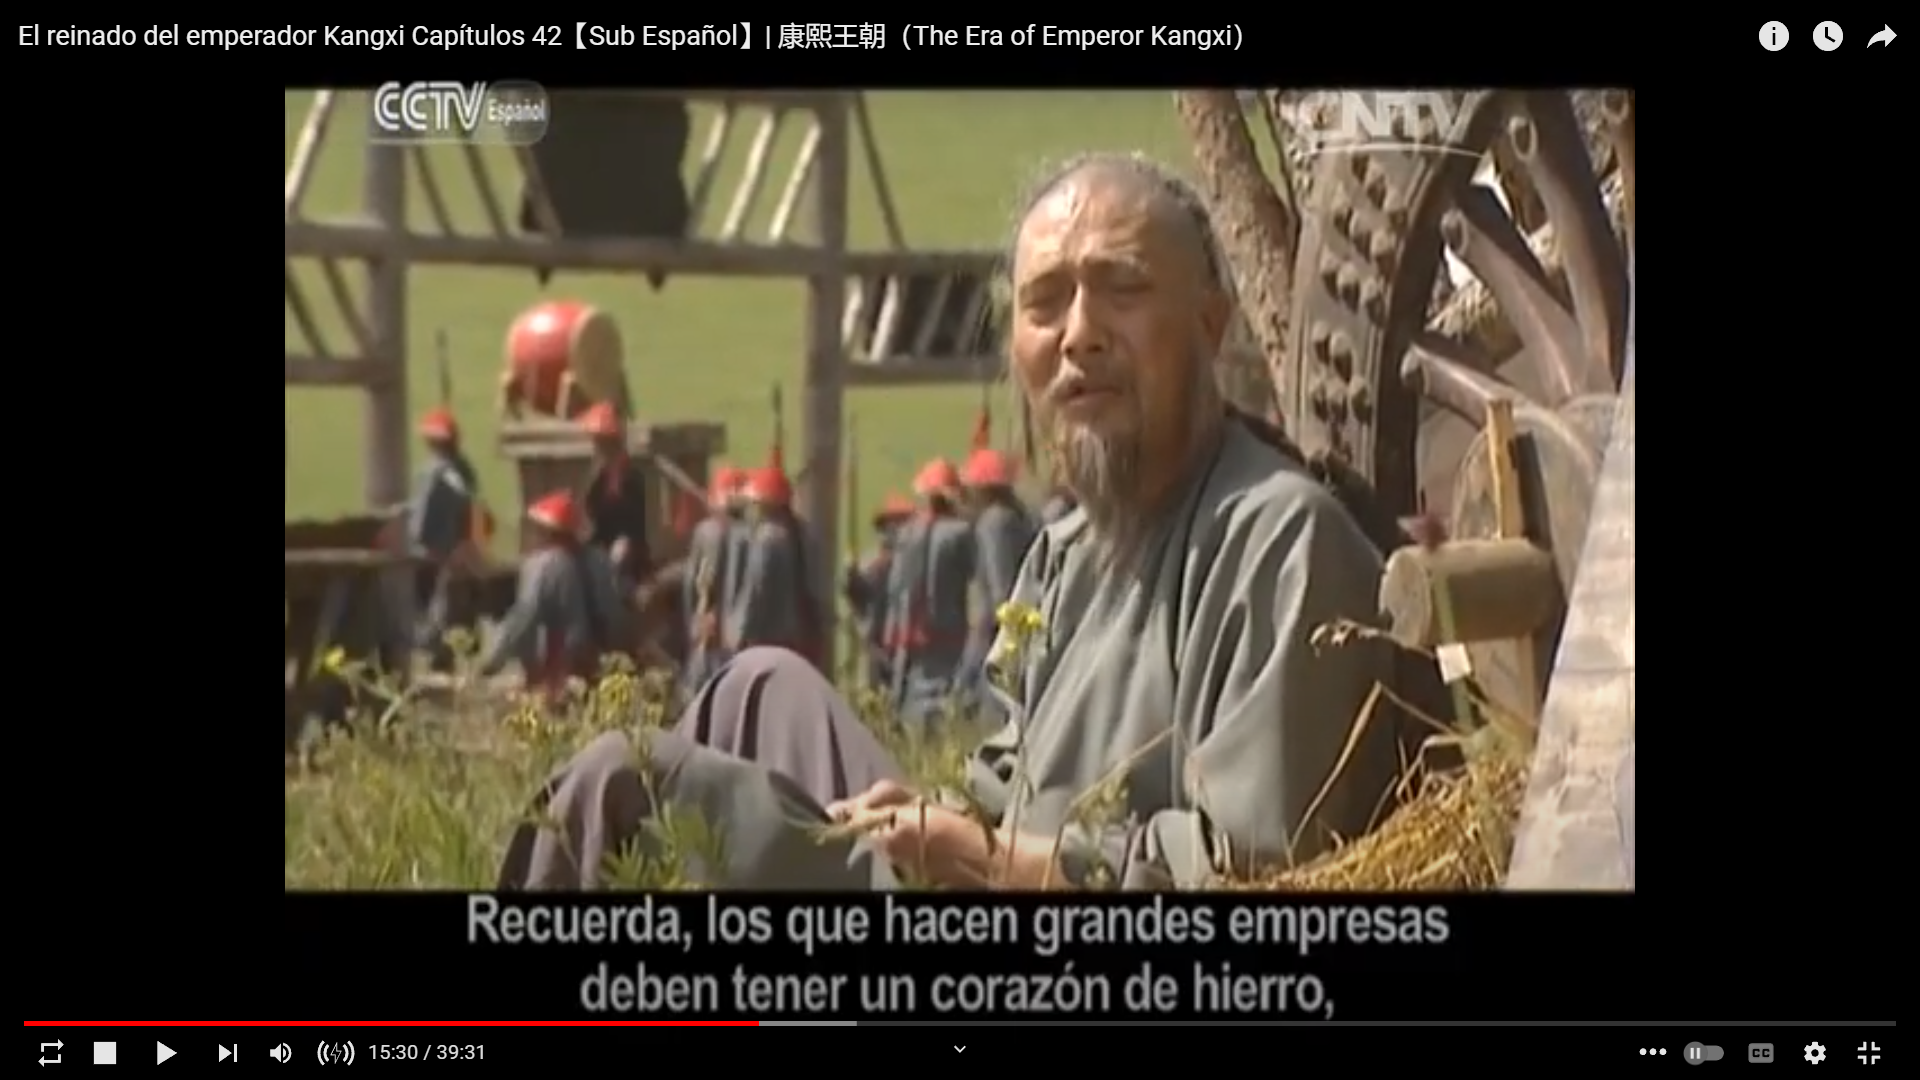 El reinado del emperador Kangxi Capítulos 42【Sub Español】| 康熙王朝（The Era of Emperor Kangxi）
CCTV Español
CNTV
Recuerda, los que hacen grandes empresas
deben tener un corazón de hierro,
15:30 / 39:31
CC